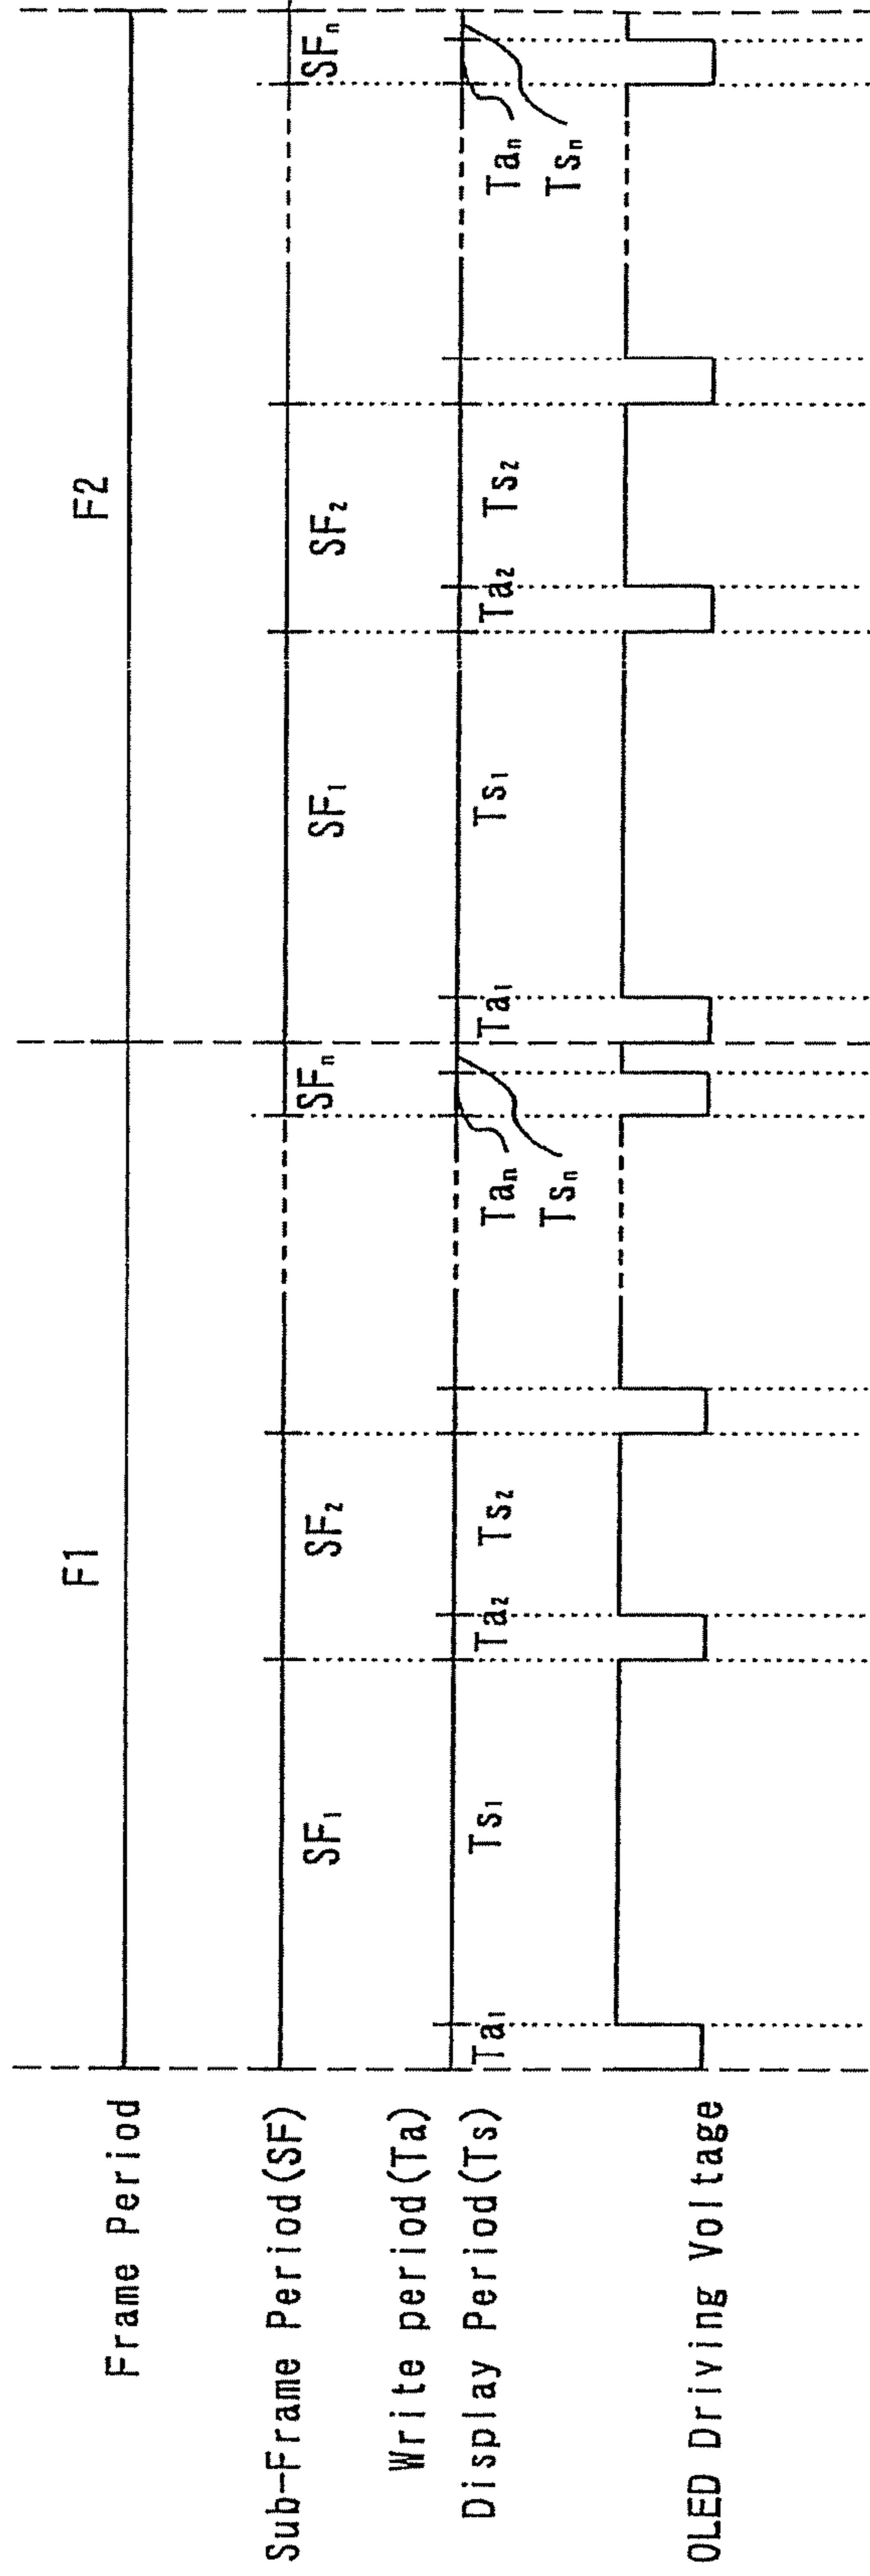 Frame Period
F1
F2
Sub-Frame Period(SF)
SF₁
SF₂
SFₙ
SF₁
SF₂
SFₙ
Write period(Ta)
Display Period(Ts)
Ta₁
Ts₁
Ta₂
Ts₂
Taₙ
Tsₙ
Ta₁
Ts₁
Ta₂
Ts₂
Taₙ
Tsₙ
OLED Driving Voltage